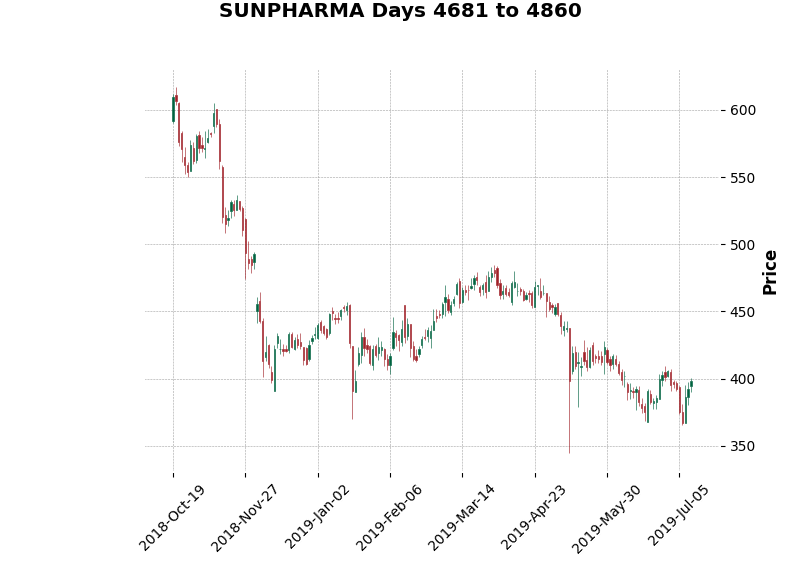 SUNPHARMA Days 4681 to 4860
600
550
500
450
400
350
Price
2018-Oct-19
2018-Nov-27
2019-Jan-02
2019-Feb-06
2019-Mar-14
2019-Apr-23
2019-May-30
2019-Jul-05